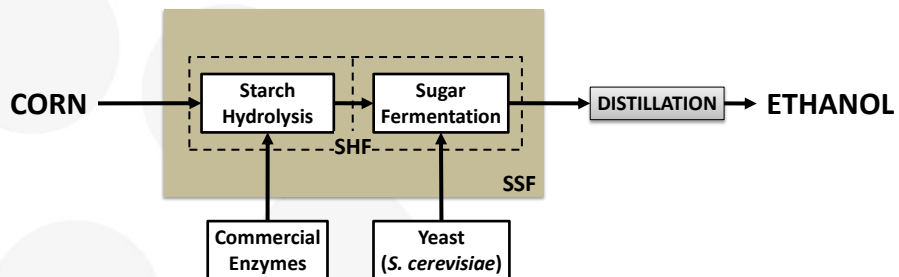 CORN
Starch
Hydrolysis
Sugar
Fermentation
SHF
SSF
DISTILLATION
ETHANOL
Commercial
Enzymes
Yeast
(S. cerevisiae)